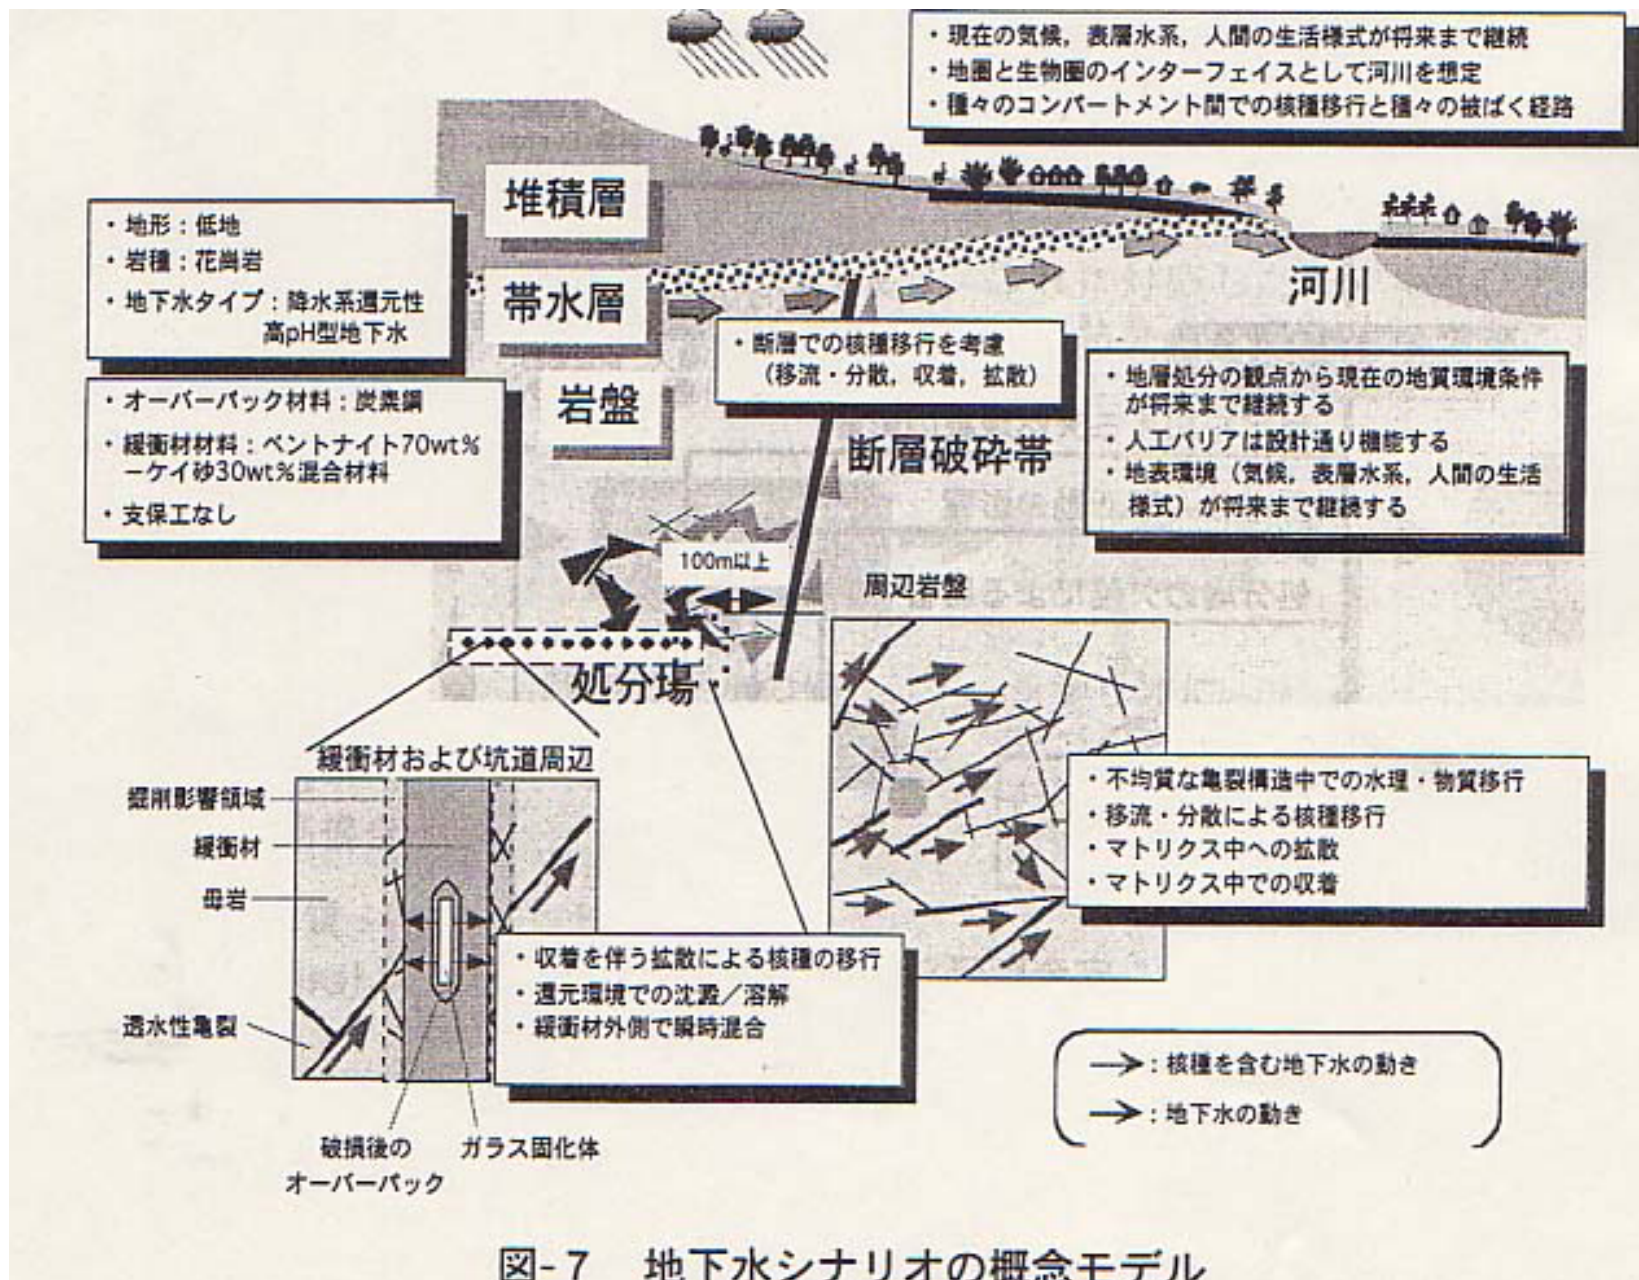 ・現在の気候，表層水系，人間の生活様式が将来まで継続
・地圏と生物圏のインターフェイスとして河川を想定
・種々のコンパートメント間での核種移行と種々の被ばく経路
堆積層
・地形：低地
・岩種：花崗岩
・地下水タイプ：降水系還元性
高pH型地下水
帯水層
河川
・断層での核種移行を考慮
（移流・分散，収着，拡散）
岩盤
・オーバーパック材料：炭素鋼
・緩衝材材料：ベントナイト70wt％
－ケイ砂30wt％混合材料
・支保工なし
断層破砕帯
・地層処分の観点から現在の地質環境条件
が将来まで継続する
・人工バリアは設計通り機能する
・地表環境（気候，表層水系，人間の生活
様式）が将来まで継続する
100m以上
周辺岩盤
処分場
緩衝材および坑道周辺
掘削影響領域
緩衝材
母岩
透水性亀裂
・不均質な亀裂構造中での水理・物質移行
・移流・分散による核種移行
・マトリクス中への拡散
・マトリクス中での収着
・収着を伴う拡散による核種の移行
・還元環境での沈澱／溶解
・緩衝材外側で瞬時混合
：核種を含む地下水の動き
：地下水の動き
破損後の
オーバーパック
ガラス固化体
図-7 地下水シナリオの概念モデル